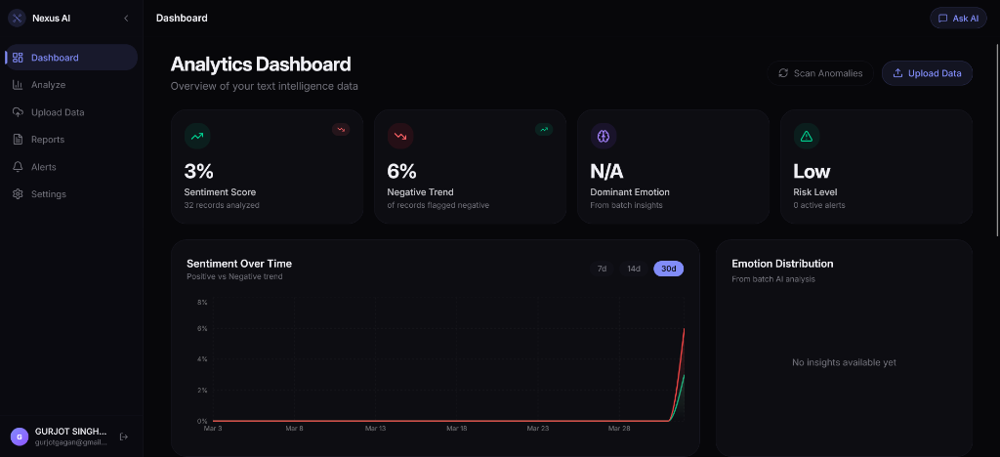 Nexus AI
Dashboard
Analyze
Upload Data
Reports
Alerts
Settings
GURJOT SINGH...
gurjotgagan@gmail...
G
Dashboard
Ask AI
Analytics Dashboard
Overview of your text intelligence data
Scan Anomalies
Upload Data
3%
Sentiment Score
32 records analyzed
6%
Negative Trend
of records flagged negative
N/A
Dominant Emotion
From batch insights
Low
Risk Level
0 active alerts
Sentiment Over Time
Positive vs Negative trend
7d
14d
30d
8%
6%
4%
2%
0%
Mar 3
Mar 8
Mar 13
Mar 18
Mar 23
Mar 28
Emotion Distribution
From batch AI analysis
No insights available yet